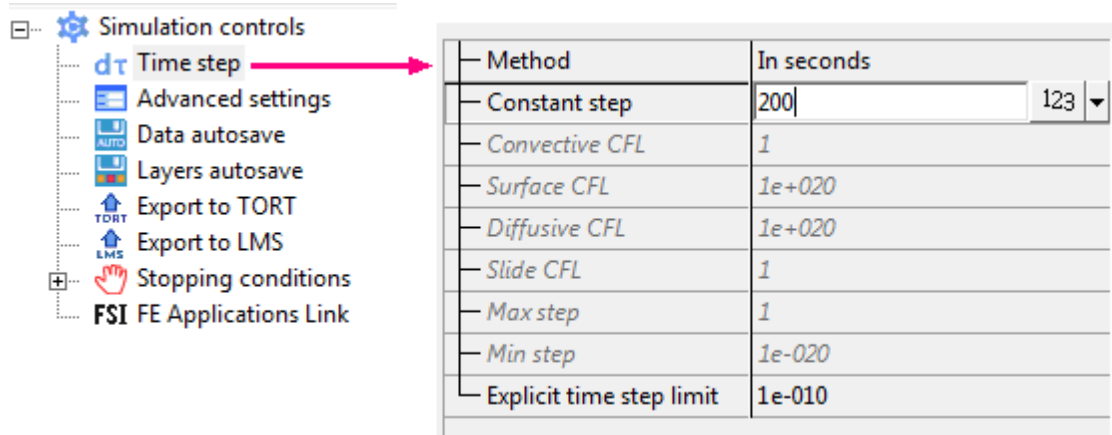 Simulation controls
dτ Time step
Advanced settings
AUTO Data autosave
Layers autosave
TORT Export to TORT
LMS Export to LMS
Stopping conditions
FSI FE Applications Link
Method In seconds
Constant step 200 123
Convective CFL 1
Surface CFL 1e+020
Diffusive CFL 1e+020
Slide CFL 1
Max step 1
Min step 1e-020
Explicit time step limit 1e-010